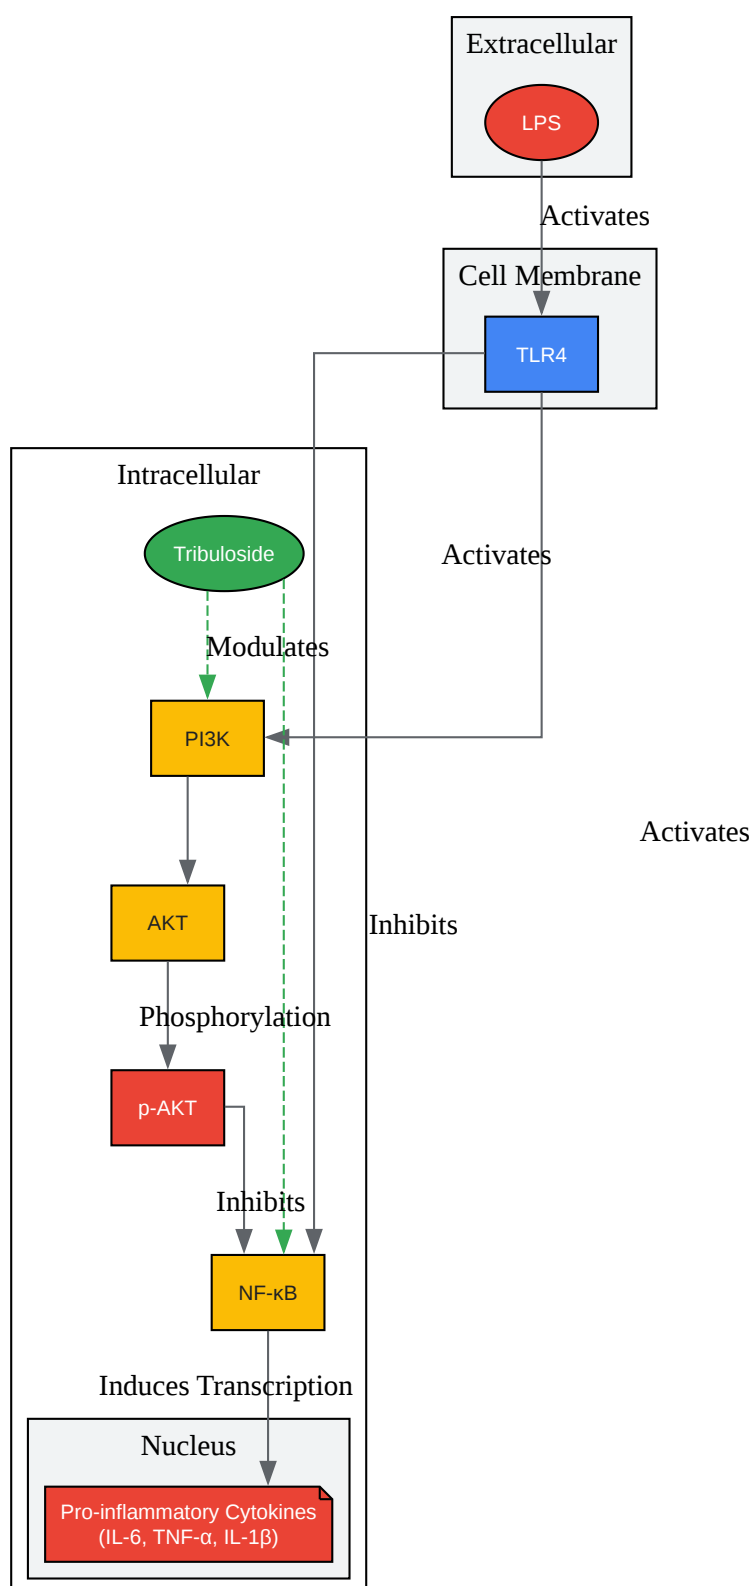 Extracellular
LPS
Activates
Cell Membrane
TLR4
Intracellular
Tribuloside
Activates
Modulates
PI3K
Activates
AKT
Inhibits
Phosphorylation
p-AKT
Inhibits
NF-κB
Induces Transcription
Nucleus
Pro-inflammatory Cytokines
(IL-6, TNF-α, IL-1β)